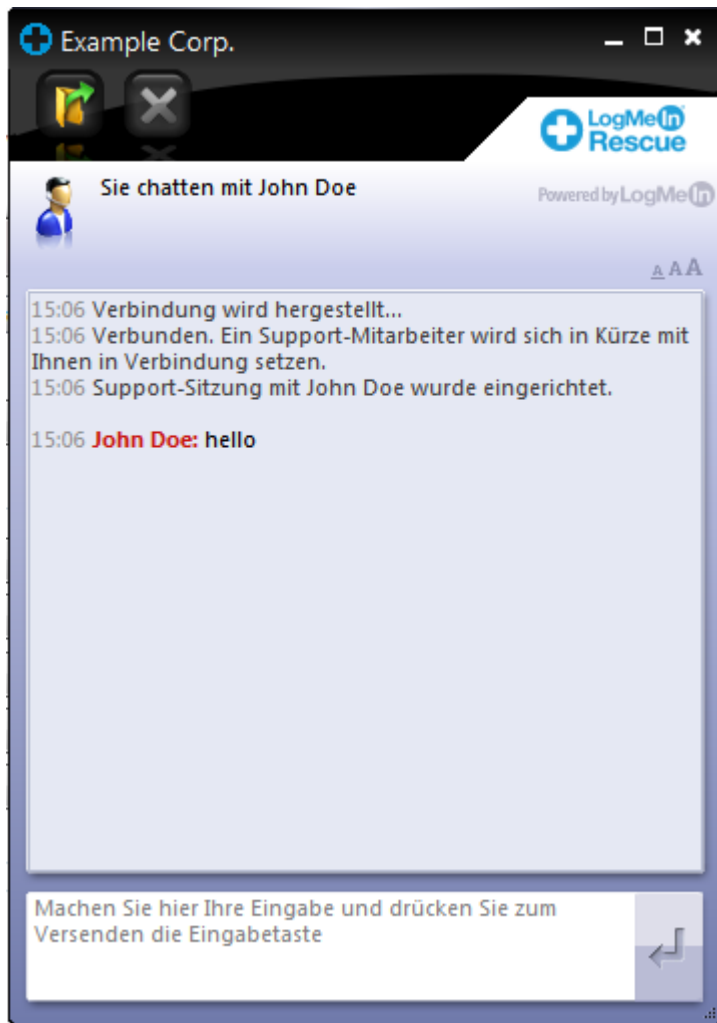 Example Corp.
LogMeIn
Rescue
Sie chatten mit John Doe
Powered by LogMeIn
A A A
15:06 Verbindung wird hergestellt...
15:06 Verbunden. Ein Support-Mitarbeiter wird sich in Kürze mit
Ihnen in Verbindung setzen.
15:06 Support-Sitzung mit John Doe wurde eingerichtet.
15:06 John Doe: hello
Machen Sie hier Ihre Eingabe und drücken Sie zum
Versenden die Eingabetaste